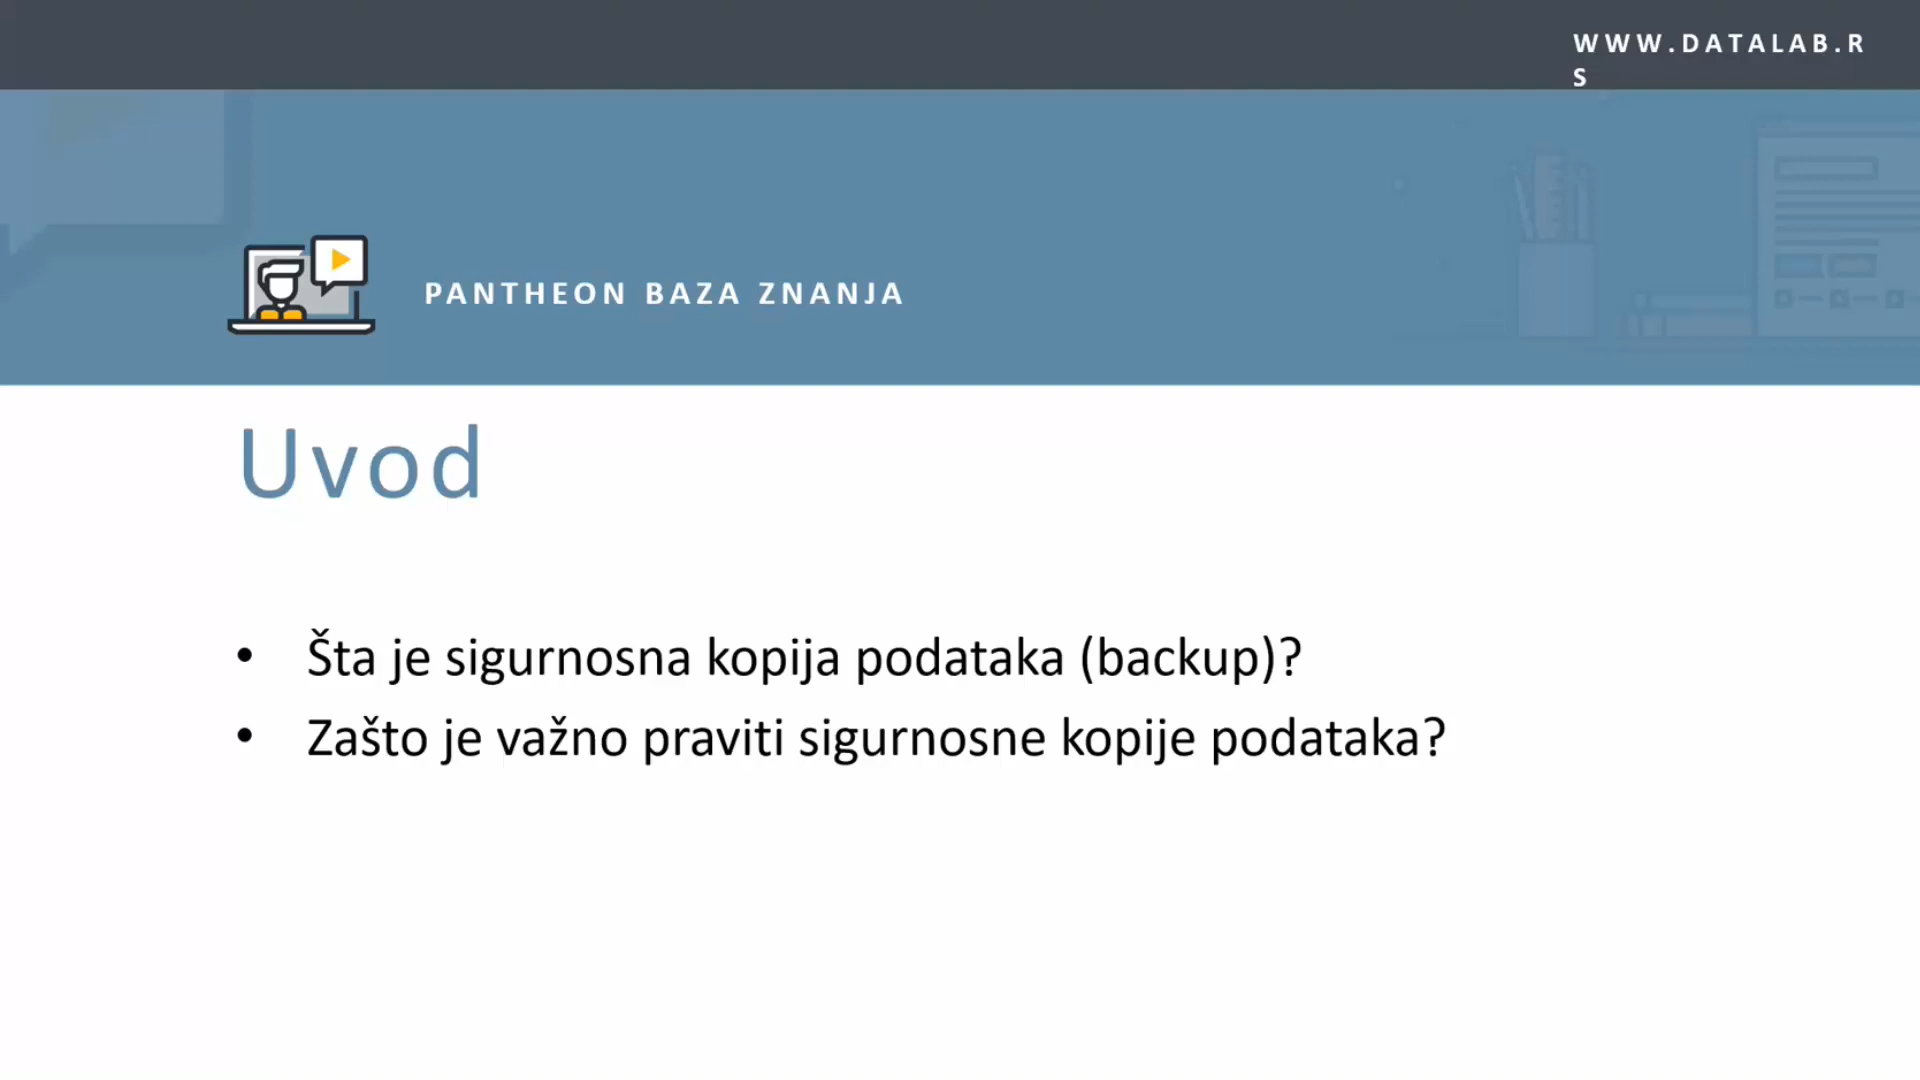 WWW.DATALAB.R
S
PANTHEON BAZA ZNANJA
Uvod
• Šta je sigurnosna kopija podataka (backup)?
• Zašto je važno praviti sigurnosne kopije podataka?